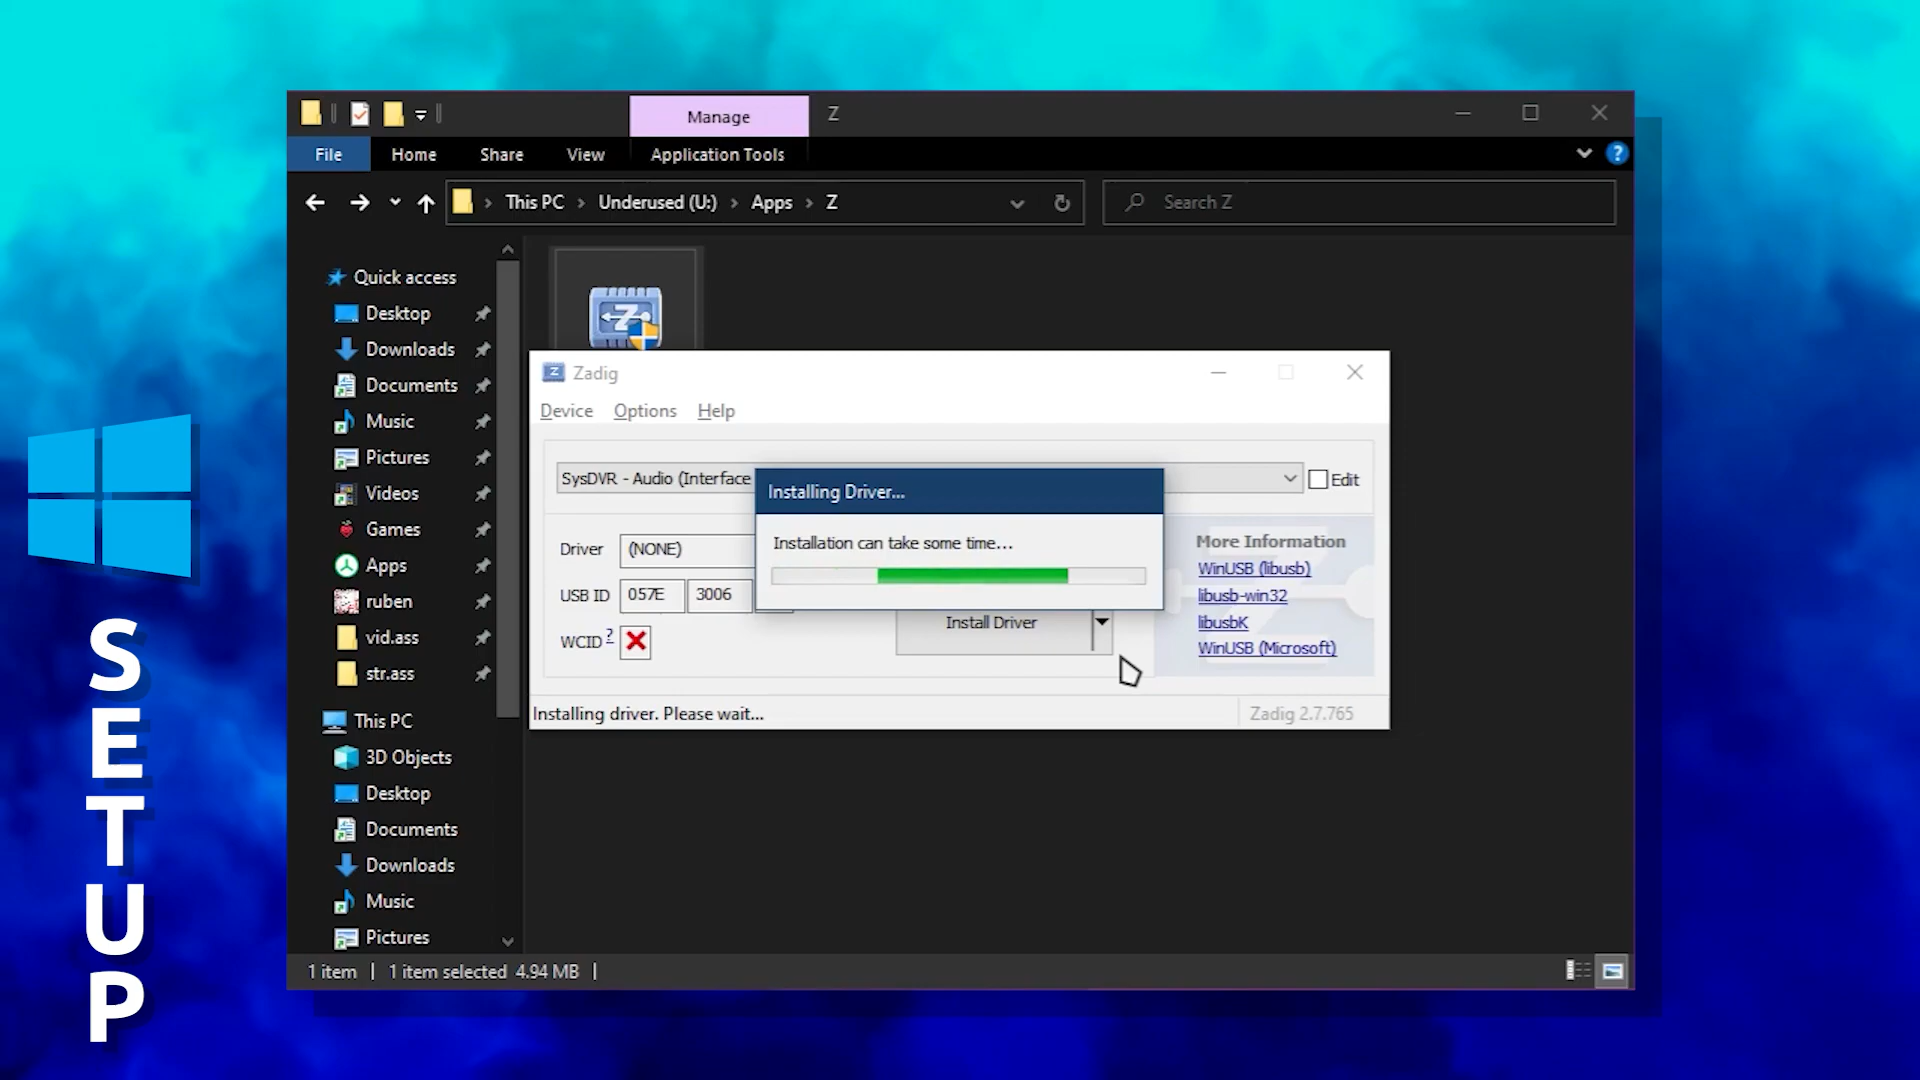 Manage
Z
File
Home
Share
View
Application Tools
?
This PC
Underused (U:)
Apps
Z
Search Z
Quick access
Desktop
Downloads
Documents
Music
Pictures
Videos
Games
Apps
ruben
vid.ass
str.ass
This PC
3D Objects
Desktop
Documents
Downloads
Music
Pictures
Z
Z
Zadig
Device
Options
Help
SysDVR - Audio (Interface
Edit
Installing Driver...
Installation can take some time...
Driver
(NONE)
USB ID
057E
3006
WCID ?
Install Driver
More Information
WinUSB (libusb)
libusb-win32
libusbK
WinUSB (Microsoft)
Installing driver. Please wait...
Zadig 2.7.765
1 item
1 item selected 4.94 MB
SETUP